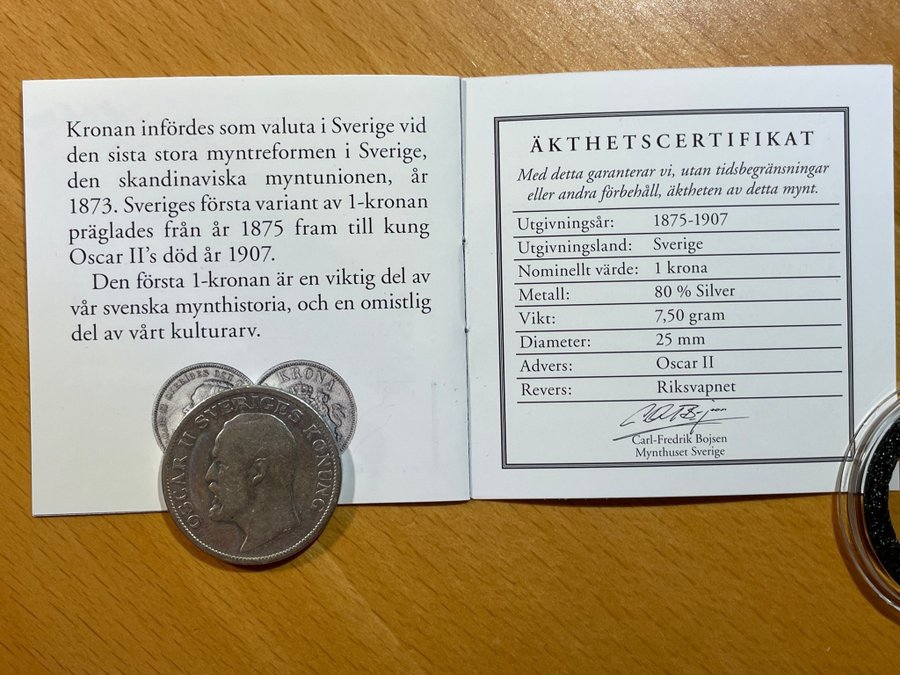 Kronan infördes som valuta i Sverige vid
den sista stora myntreformen i Sverige,
den skandinaviska myntunionen, år
1873. Sveriges första variant av 1-kronan
präglades från år 1875 fram till kung
Oscar II's död år 1907.
Den första 1-kronan är en viktig del av
vår svenska mynthistoria, och en omistlig
del av vårt kulturarv.
KRONA
OSCAR II SVERIGES KONUNG
ÄKTHETSCERTIFIKAT
Med detta garanterar vi, utan tidsbegränsningar
eller andra förbehåll, äktheten av detta mynt.
Utgivningsår: 1875-1907
Utgivningsland: Sverige
Nominellt värde: 1 krona
Metall: 80 % Silver
Vikt: 7,50 gram
Diameter: 25 mm
Advers: Oscar II
Revers: Riksvapnet
Carl-Fredrik Bojsen
Mynthuset Sverige